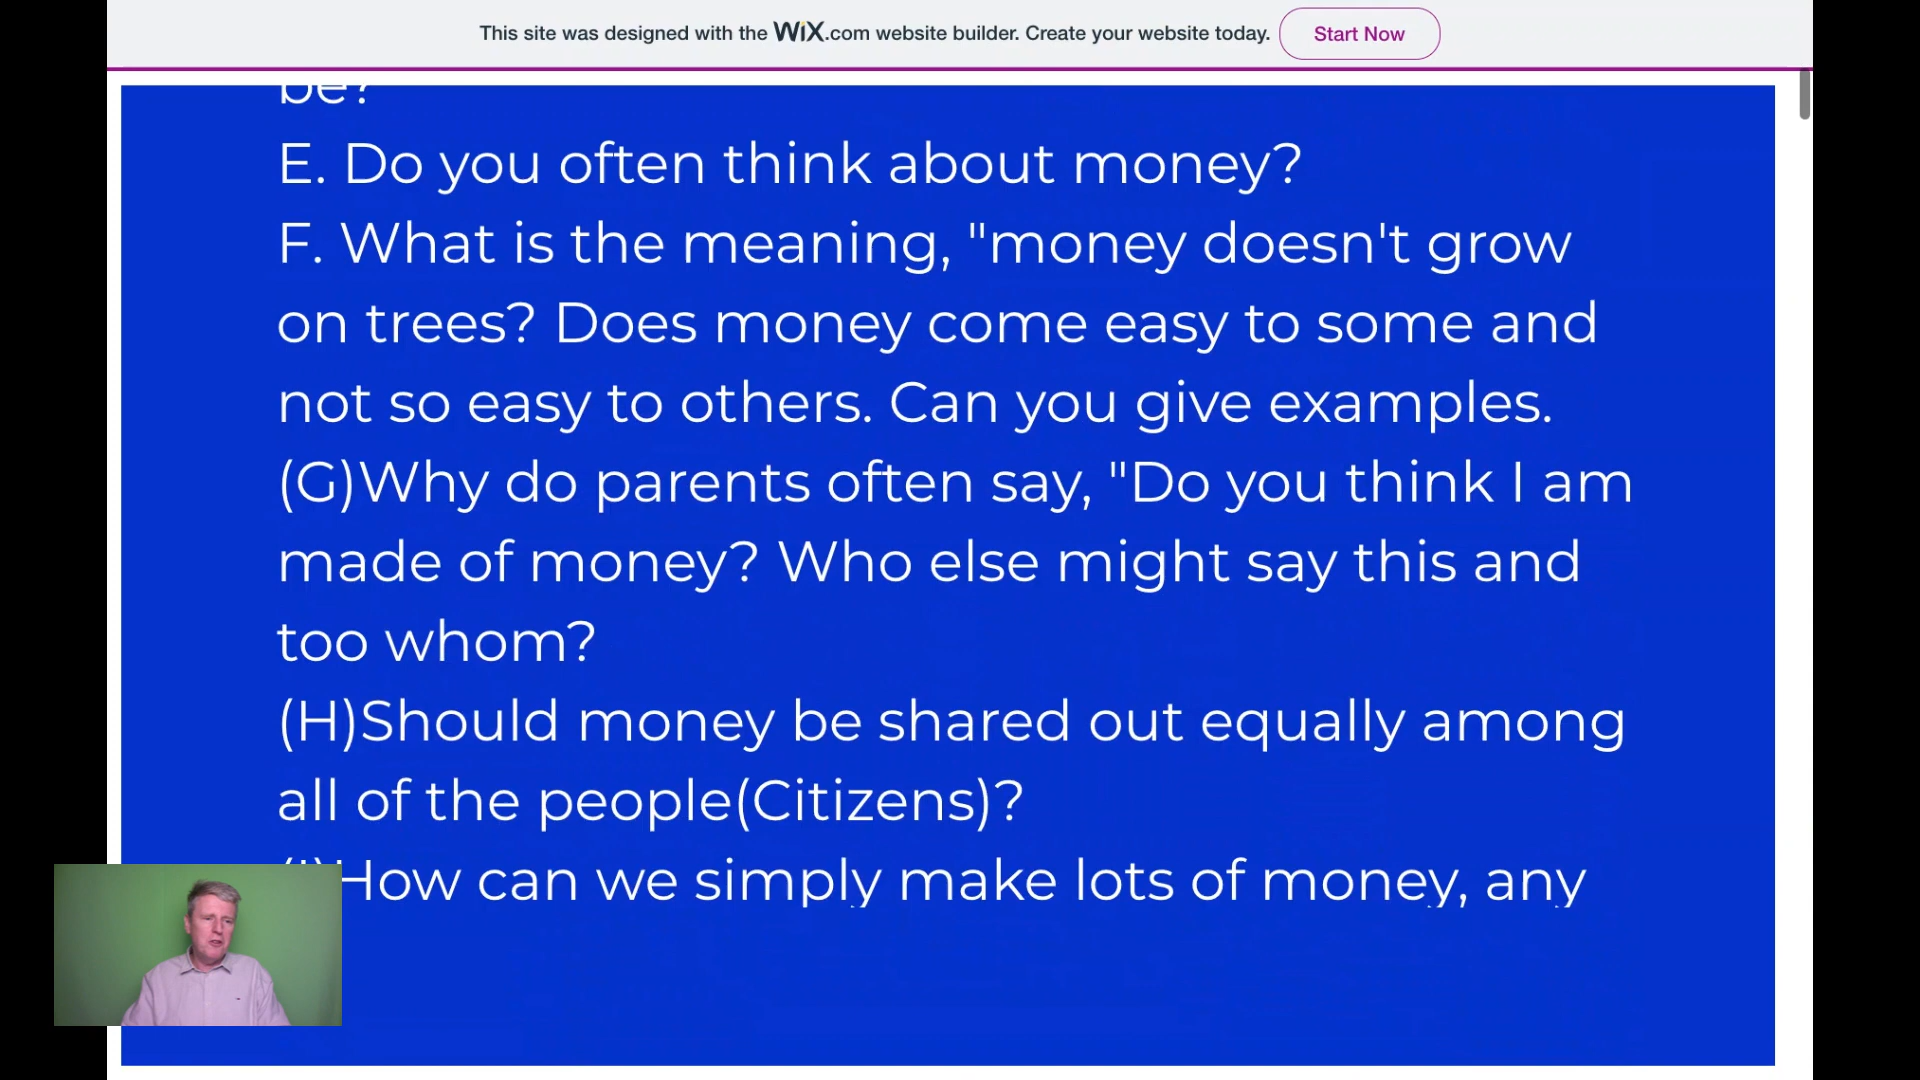 This site was designed with the WiX.com website builder. Create your website today. Start Now
be?
E. Do you often think about money?
F. What is the meaning, "money doesn't grow
on trees? Does money come easy to some and
not so easy to others. Can you give examples.
(G)Why do parents often say, "Do you think I am
made of money? Who else might say this and
too whom?
(H)Should money be shared out equally among
all of the people(Citizens)?
(I)How can we simply make lots of money, any